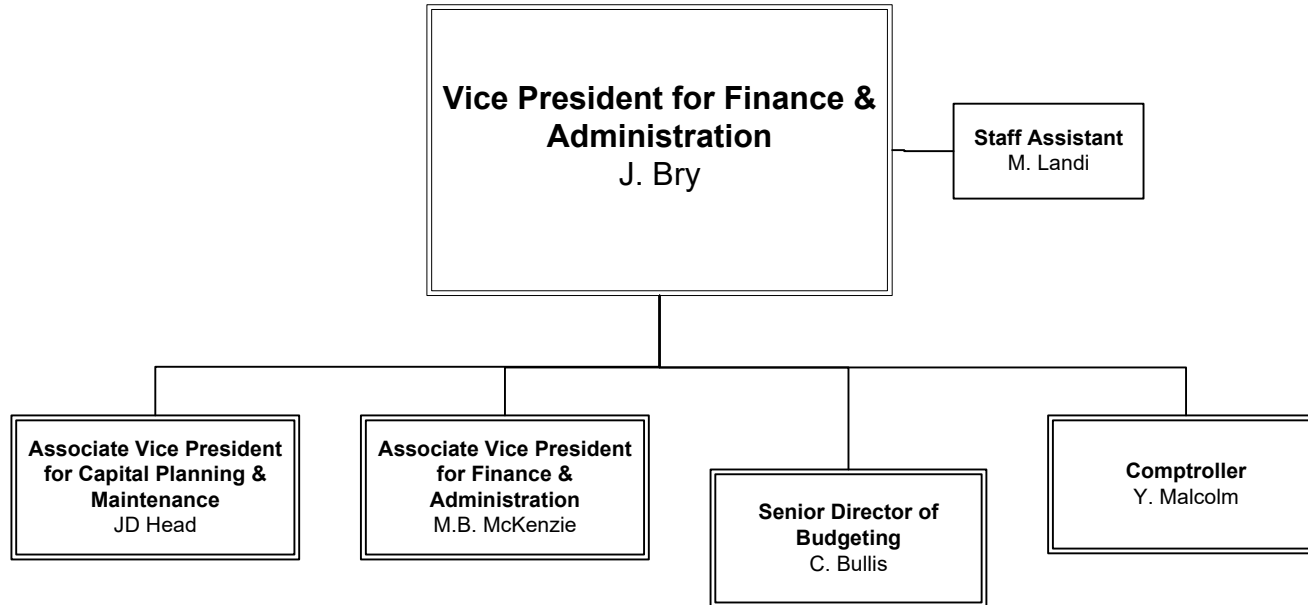 Vice President for Finance &
Administration
J. Bry
Staff Assistant
M. Landi
Associate Vice President
for Capital Planning &
Maintenance
JD Head
Associate Vice President
for Finance &
Administration
M.B. McKenzie
Senior Director of
Budgeting
C. Bullis
Comptroller
Y. Malcolm